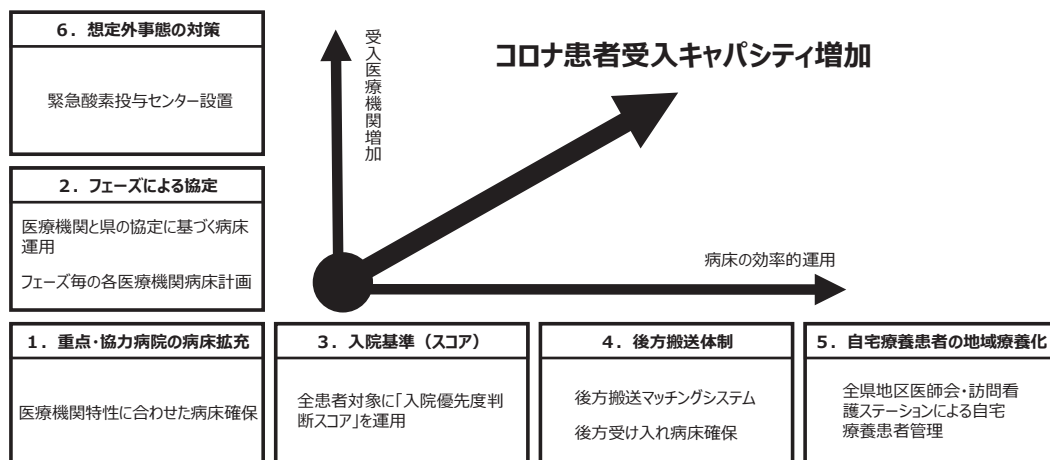 6．想定外事態の対策
緊急酸素投与センター設置
2．フェーズによる協定
医療機関と県の協定に基づく病床
運用
フェーズ毎の各医療機関病床計画
受入医療機関増加
コロナ患者受入キャパシティ増加
病床の効率的運用
1．重点・協力病院の病床拡充
医療機関特性に合わせた病床確保
3．入院基準（スコア）
全患者対象に「入院優先度判
断スコア」を運用
4．後方搬送体制
後方搬送マッチングシステム
後方受け入れ病床確保
5．自宅療養患者の地域療養化
全県地区医師会・訪問看
護ステーションによる自宅
療養患者管理